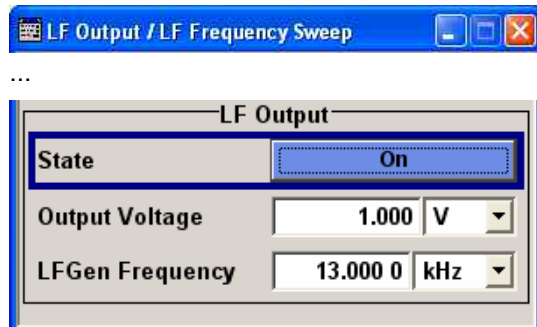 LF Output / LF Frequency Sweep
...
LF Output
State On
Output Voltage 1.000 V
LFGen Frequency 13.000 0 kHz